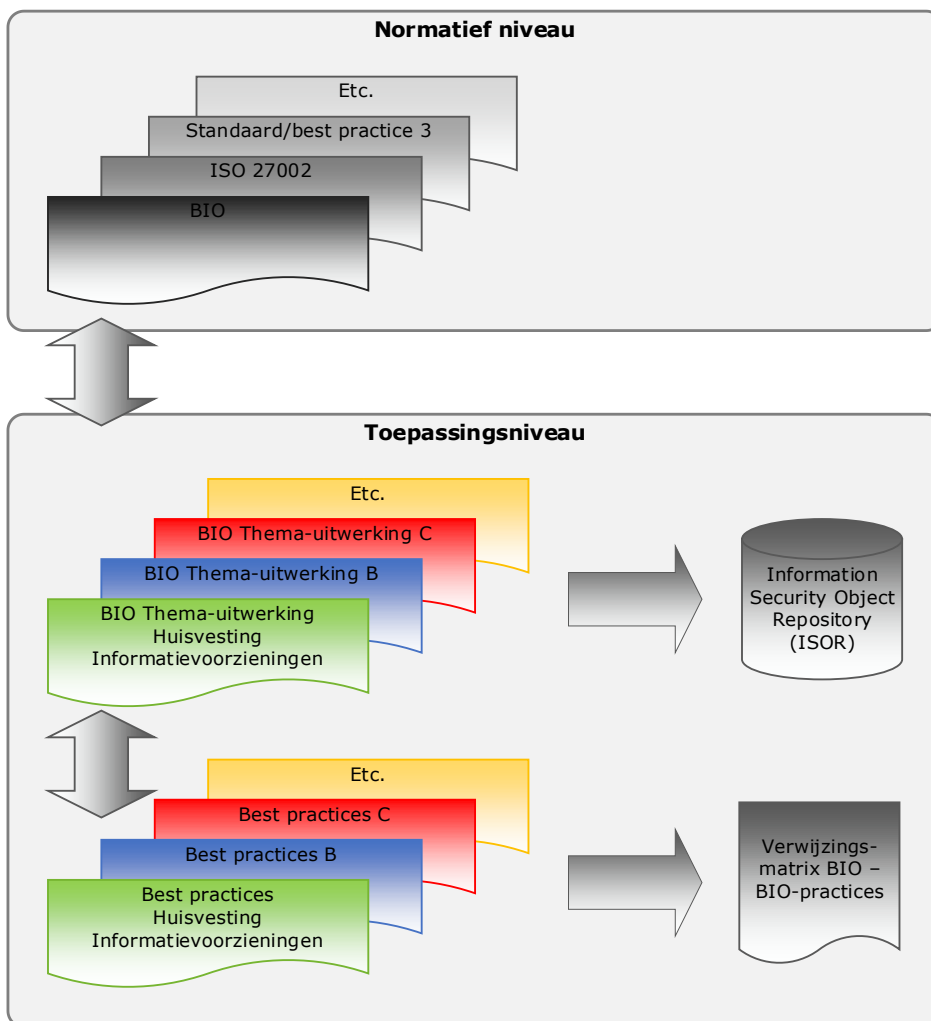 Normatief niveau
Etc.
Standaard/best practice 3
ISO 27002
BIO
Toepassingsniveau
Etc.
BIO Thema-uitwerking C
BIO Thema-uitwerking B
BIO Thema-uitwerking
Huisvesting
Informatievoorzieningen
Information
Security Object
Repository
(ISOR)
Etc.
Best practices C
Best practices B
Best practices
Huisvesting
Informatievoorzieningen
Verwijzings-
matrix BIO –
BIO-practices